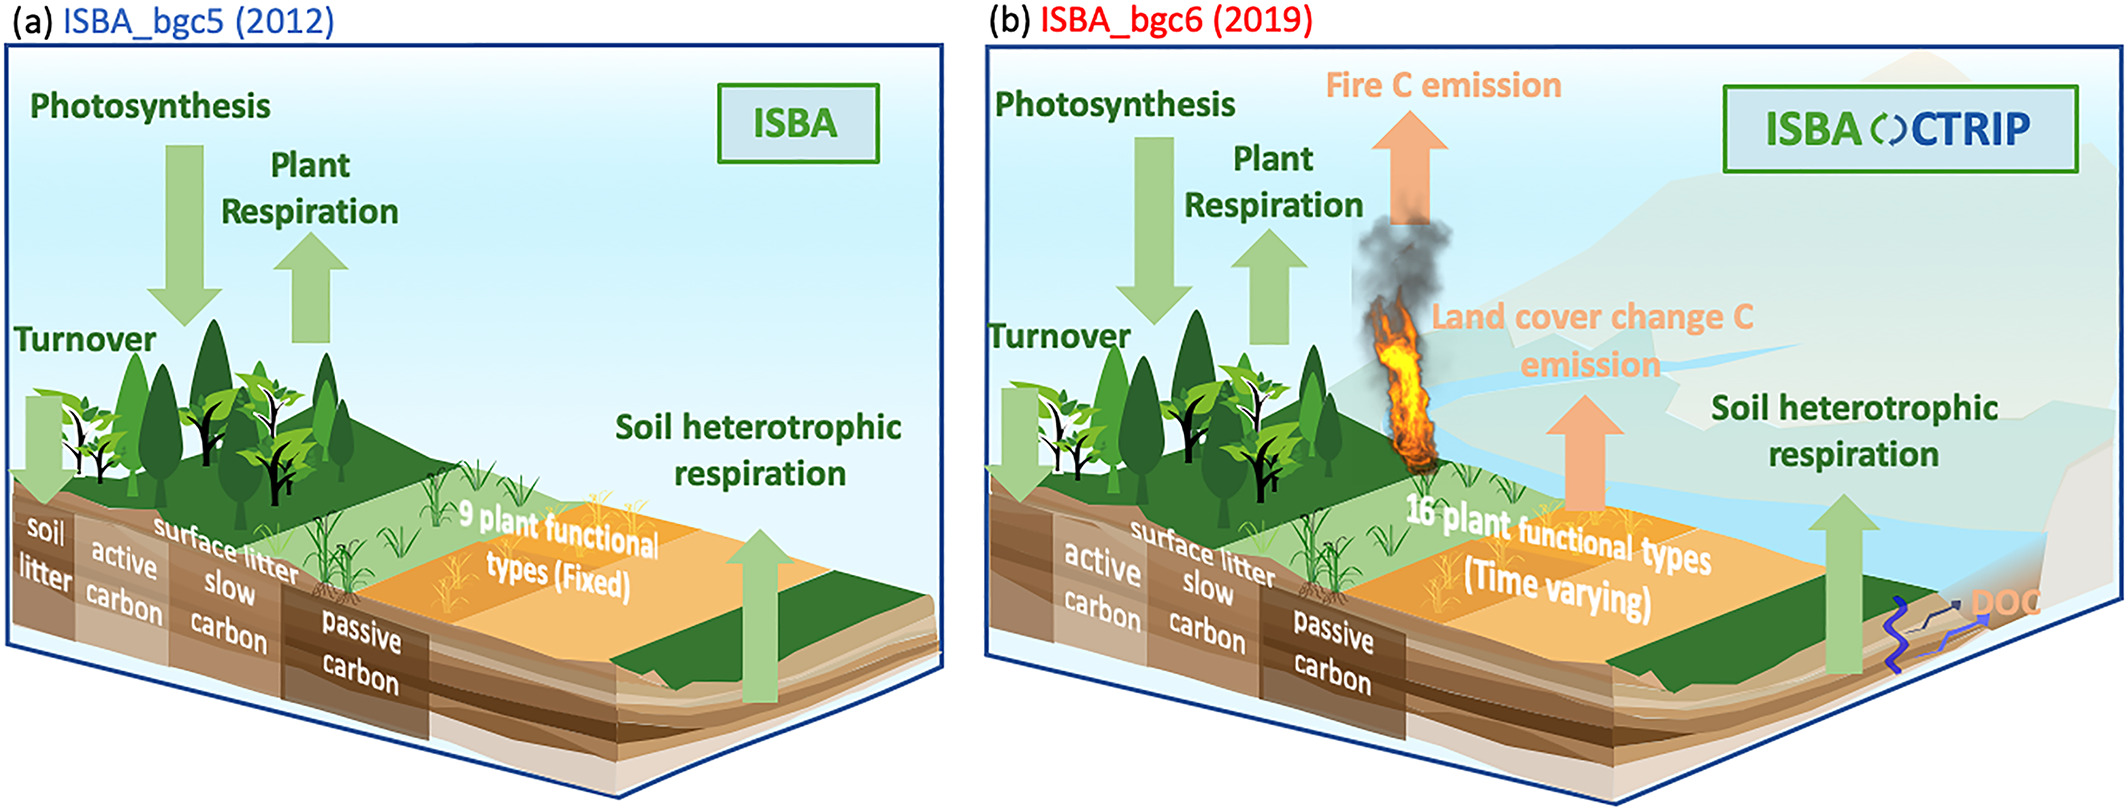 (a) ISBA_bgc5 (2012)
Photosynthesis
ISBA
Plant
Respiration
Turnover
Soil heterotrophic
respiration
9 plant functional
types (Fixed)
soil
litter
active
carbon
surface litter
slow
carbon
passive
carbon
(b) ISBA_bgc6 (2019)
Fire C emission
Photosynthesis
ISBA CTRIP
Plant
Respiration
Turnover
Land cover change C
emission
Soil heterotrophic
respiration
16 plant functional types
(Time varying)
active
carbon
surface litter
slow
carbon
passive
carbon
DOC